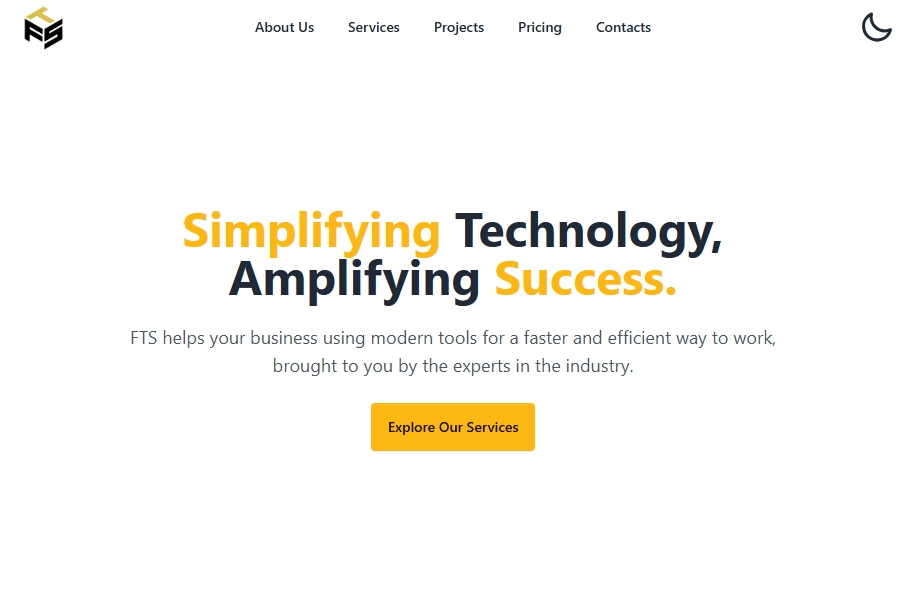 FTS
About Us
Services
Projects
Pricing
Contacts
Simplifying Technology,
Amplifying Success.
FTS helps your business using modern tools for a faster and efficient way to work,
brought to you by the experts in the industry.
Explore Our Services